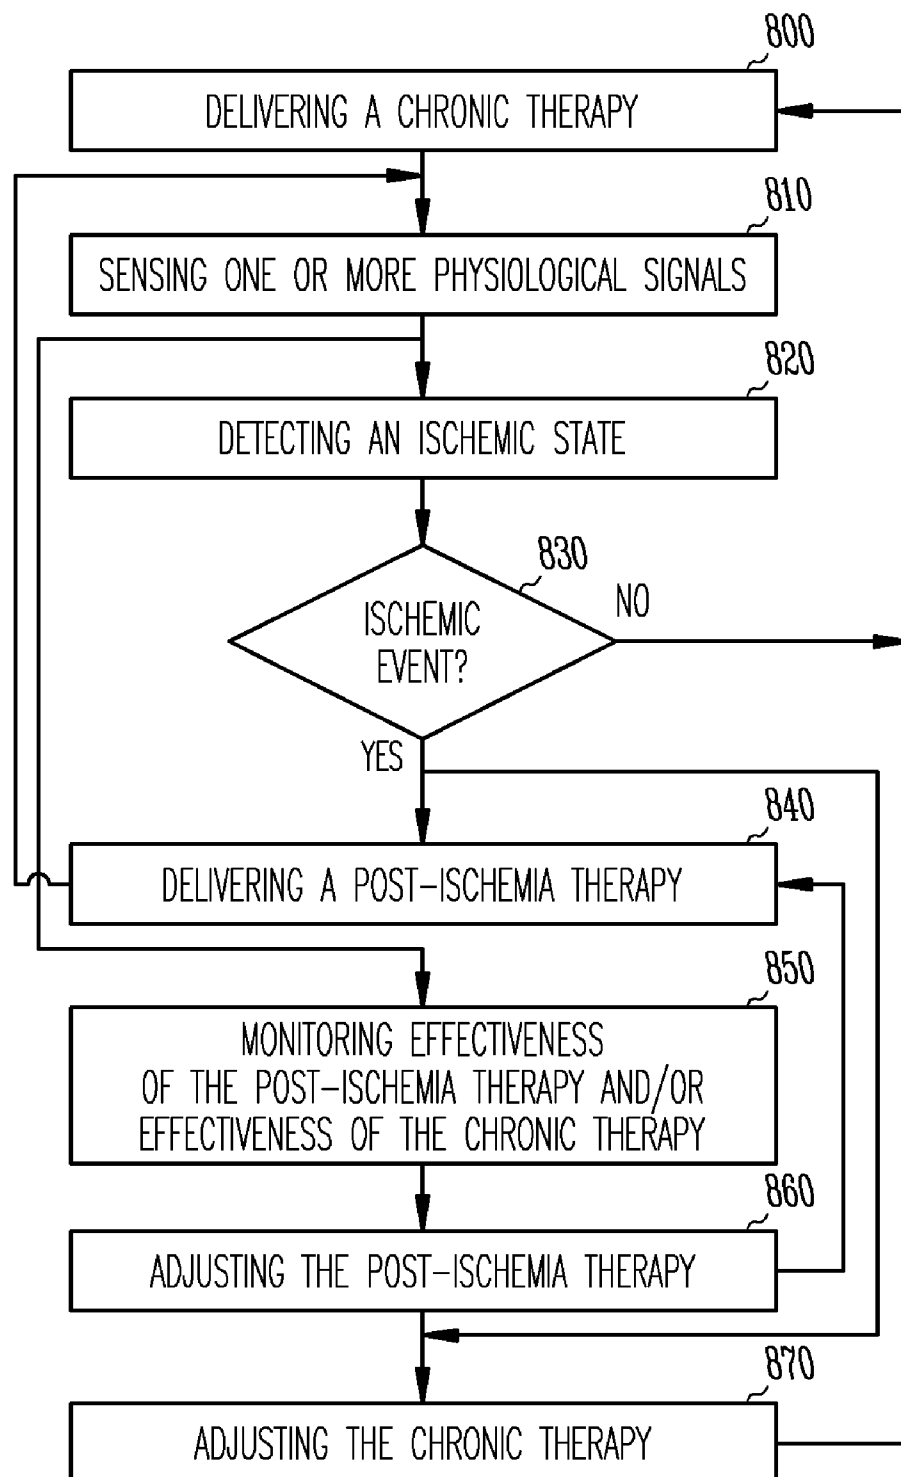 800
DELIVERING A CHRONIC THERAPY
810
SENSING ONE OR MORE PHYSIOLOGICAL SIGNALS
820
DETECTING AN ISCHEMIC STATE
830
ISCHEMIC
EVENT?
NO
YES
840
DELIVERING A POST-ISCHEMIA THERAPY
850
MONITORING EFFECTIVENESS
OF THE POST-ISCHEMIA THERAPY AND/OR
EFFECTIVENESS OF THE CHRONIC THERAPY
860
ADJUSTING THE POST-ISCHEMIA THERAPY
870
ADJUSTING THE CHRONIC THERAPY